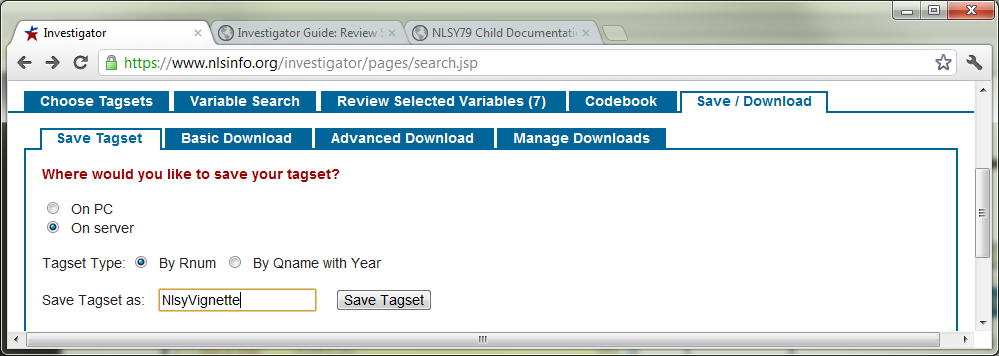 Investigator
Investigator Guide: Review S
NLSY79 Child Documentati
https://www.nlsinfo.org/investigator/pages/search.jsp
Choose Tagsets Variable Search Review Selected Variables (7) Codebook Save / Download
Save Tagset Basic Download Advanced Download Manage Downloads
Where would you like to save your tagset?
On PC
On server
Tagset Type: By Rnum By Qname with Year
Save Tagset as: NlsyVignette Save Tagset